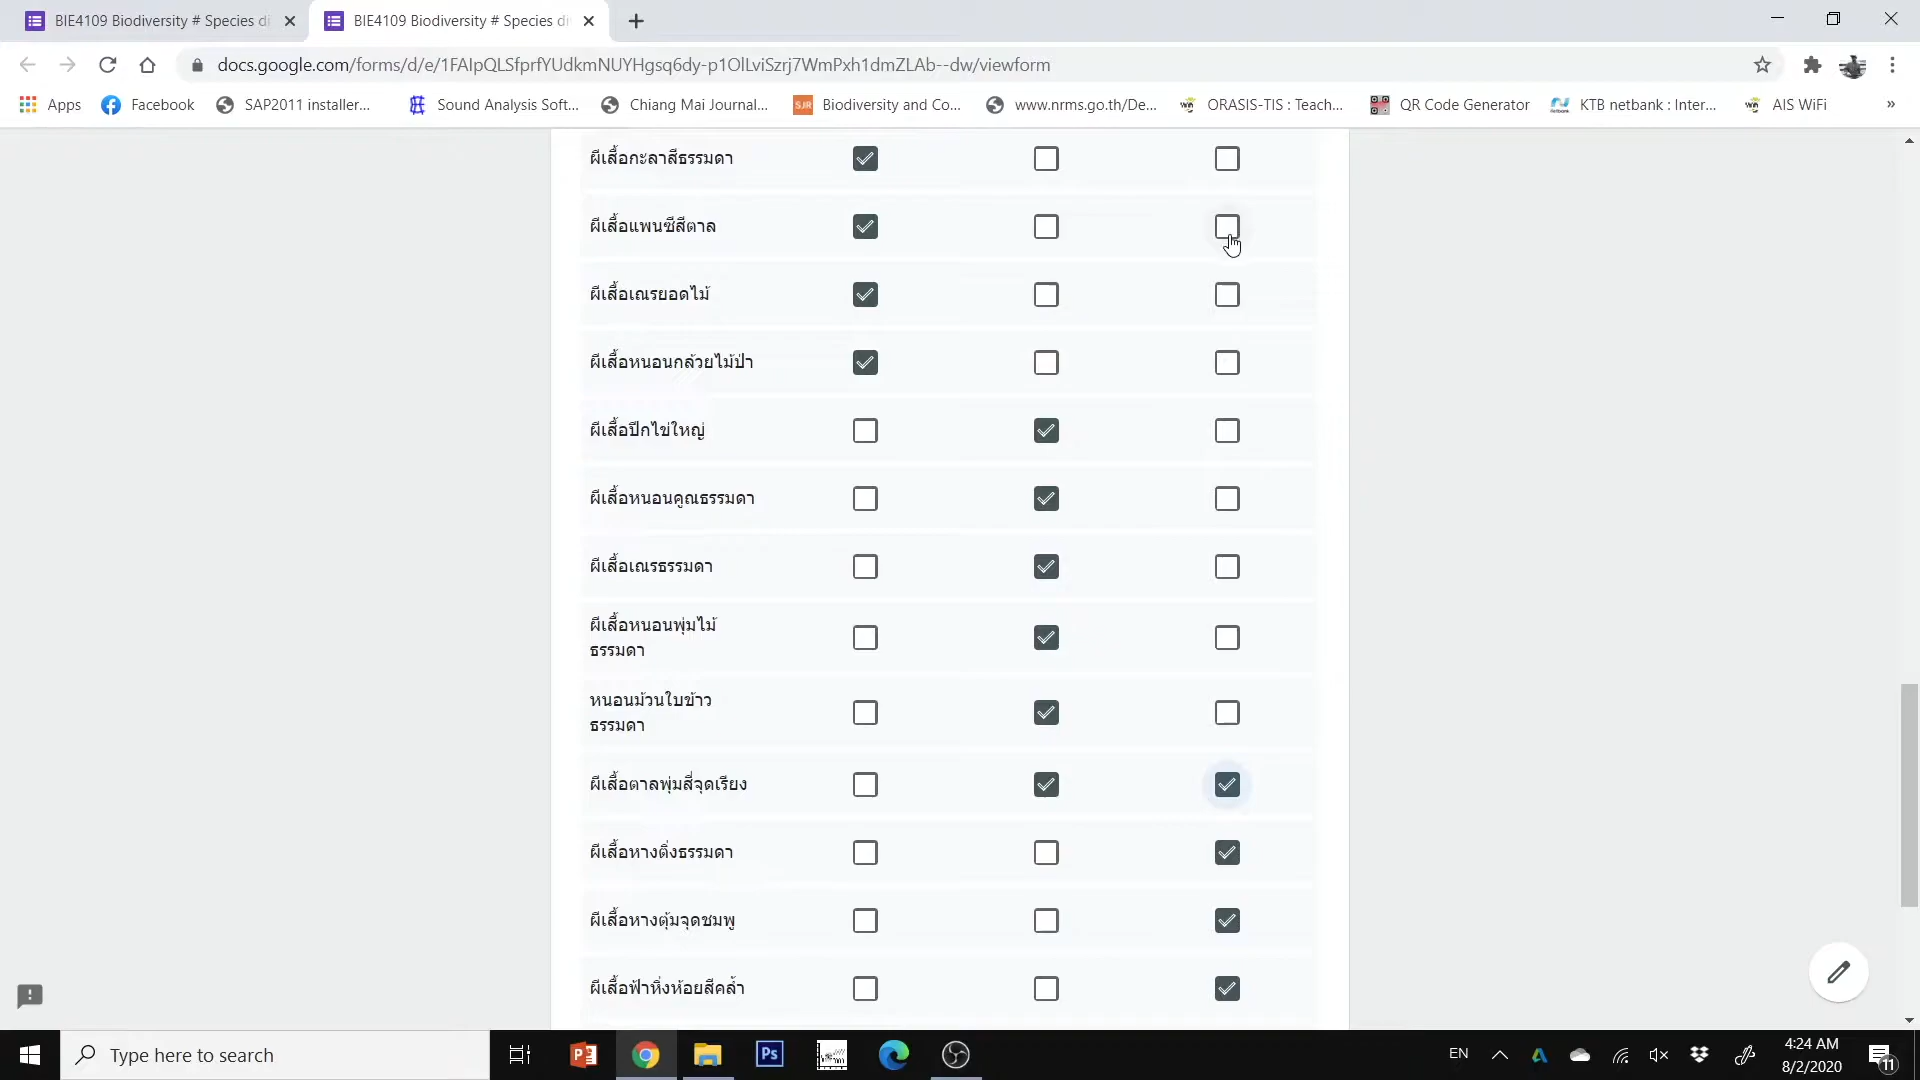 BIE4109 Biodiversity # Species di
BIE4109 Biodiversity # Species di
docs.google.com/forms/d/e/1FAIpQLSfprfYUdkmNUYHgsq6dy-p1OlLviSzrj7WmPxh1dmZLAb--dw/viewform
Apps
Facebook
SAP2011 installer...
Sound Analysis Soft...
Chiang Mai Journal...
SJR
Biodiversity and Co...
www.nrms.go.th/De...
ORASIS-TIS : Teach...
QR Code Generator
KTB netbank : Inter...
AIS WiFi
»
ผีเสื้อกะลาสีธรรมดา
ผีเสื้อแพนซีสีตาล
ผีเสื้อเณรยอดไม้
ผีเสื้อหนอนกล้วยไม้ป่า
ผีเสื้อปีกไข่ใหญ่
ผีเสื้อหนอนคูณธรรมดา
ผีเสื้อเณรธรรมดา
ผีเสื้อหนอนพุ่มไม้
ธรรมดา
หนอนม้วนใบข้าว
ธรรมดา
ผีเสื้อตาลพุ่มสี่จุดเรียง
ผีเสื้อหางติ่งธรรมดา
ผีเสื้อหางตุ้มจุดชมพู
ผีเสื้อฟ้าหิ่งห้อยสีคล้ำ
Type here to search
Ps
EN
4:24 AM
8/2/2020
11